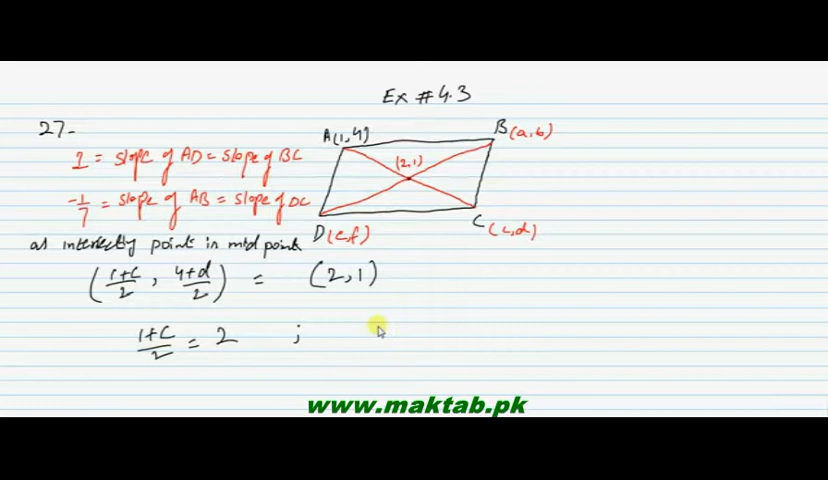 Ex # 4.3
27-
A(1,4)
B(a,b)
(2,1)
1 = slope of AD = slope of BC
-1/7 = slope of AB = slope of DC
D(e,f)
C(c,d)
as intersecting point is mid point
(1+c/2, 4+d/2) = (2,1)
1+c/2 = 2 ;
www.maktab.pk